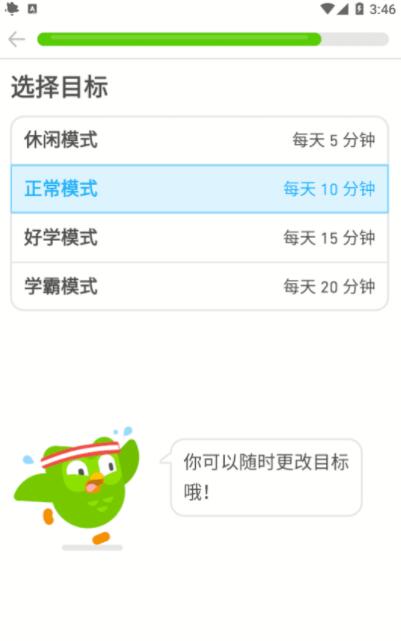 3:46
选择目标
休闲模式 每天 5 分钟
正常模式 每天 10 分钟
好学模式 每天 15 分钟
学霸模式 每天 20 分钟
你可以随时更改目标
哦！